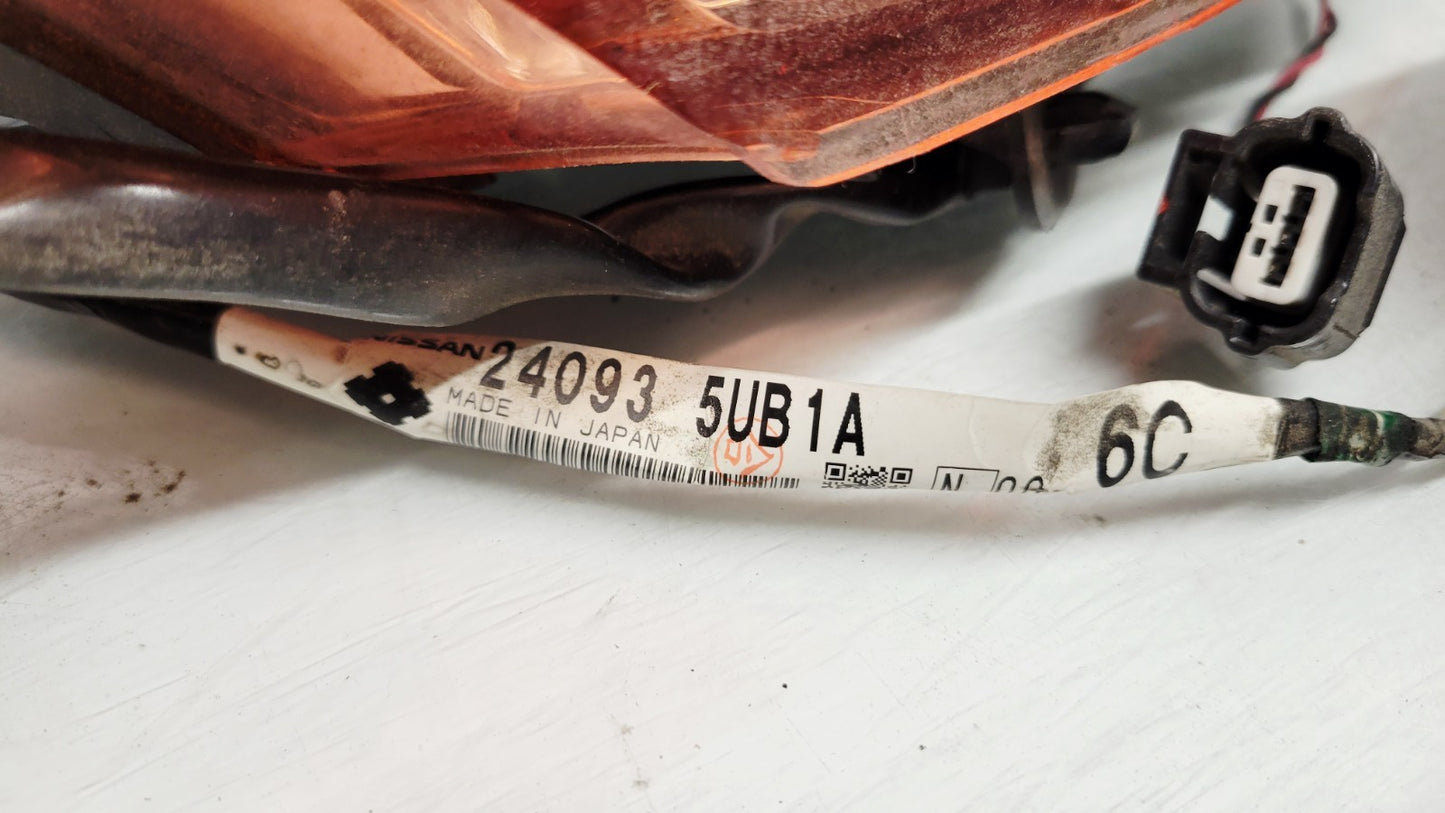 NISSAN 24093 5UB1A 6C
MADE IN JAPAN
N